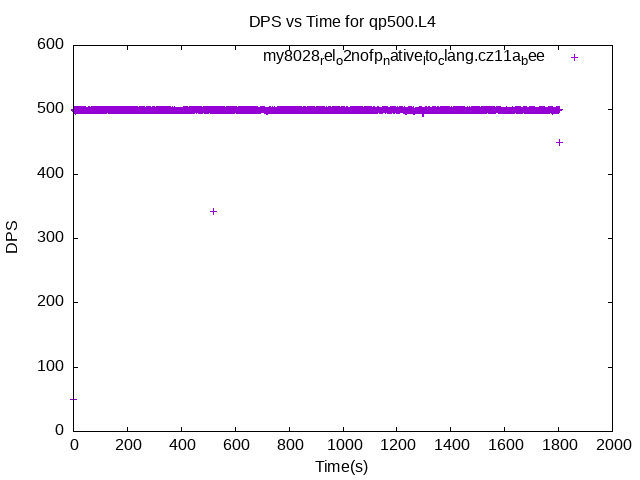 DPS vs Time for qp500.L4
my8028relo2nofpnativeltoclang.cz11abee
600
500
400
300
200
100
0
DPS
0 200 400 600 800 1000 1200 1400 1600 1800 2000
Time(s)